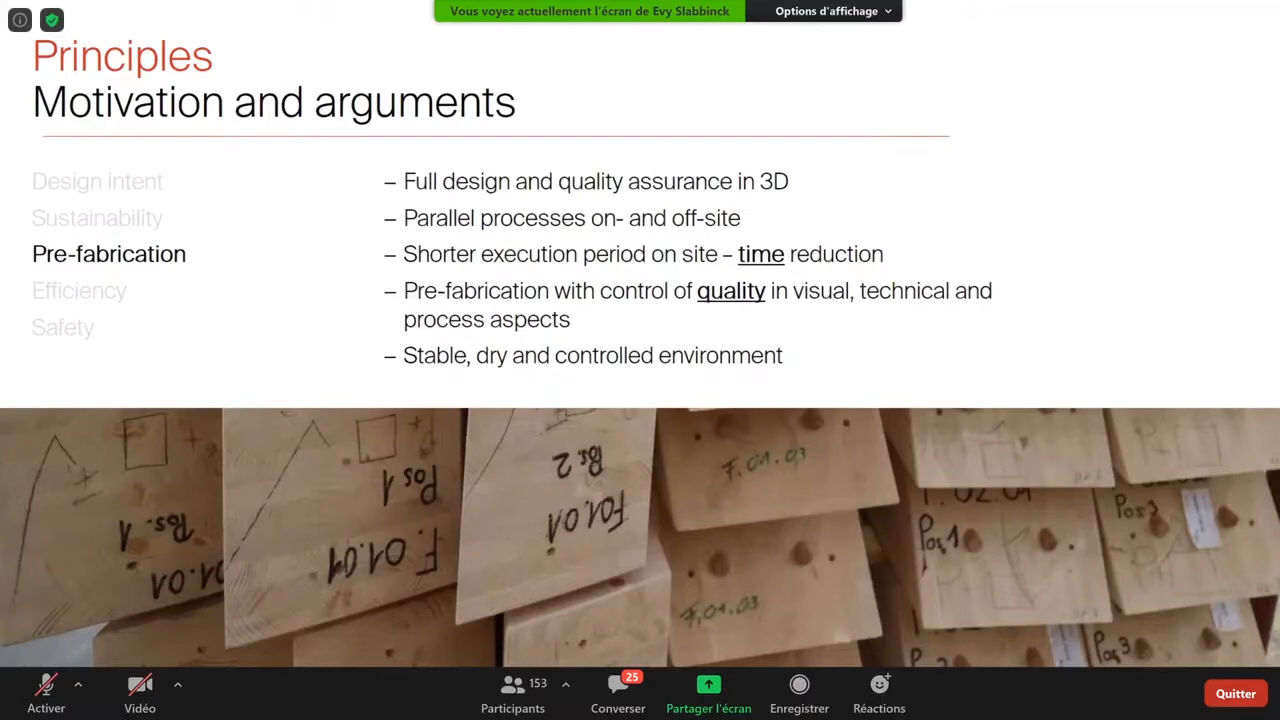 Vous voyez actuellement l'écran de Evy Slabbinck
Options d'affichage
Principles
Motivation and arguments
Design intent
Sustainability
Pre-fabrication
Efficiency
Safety
– Full design and quality assurance in 3D
– Parallel processes on- and off-site
– Shorter execution period on site – time reduction
– Pre-fabrication with control of quality in visual, technical and
process aspects
– Stable, dry and controlled environment
Pos. 1
Pos 1
F.01.01
Pos. 2
F01.01
F.01.03
F.01.03
Pos1
Pos3
Pos3
Activer
Vidéo
153
Participants
25
Converser
Partager l'écran
Enregistrer
Réactions
Quitter